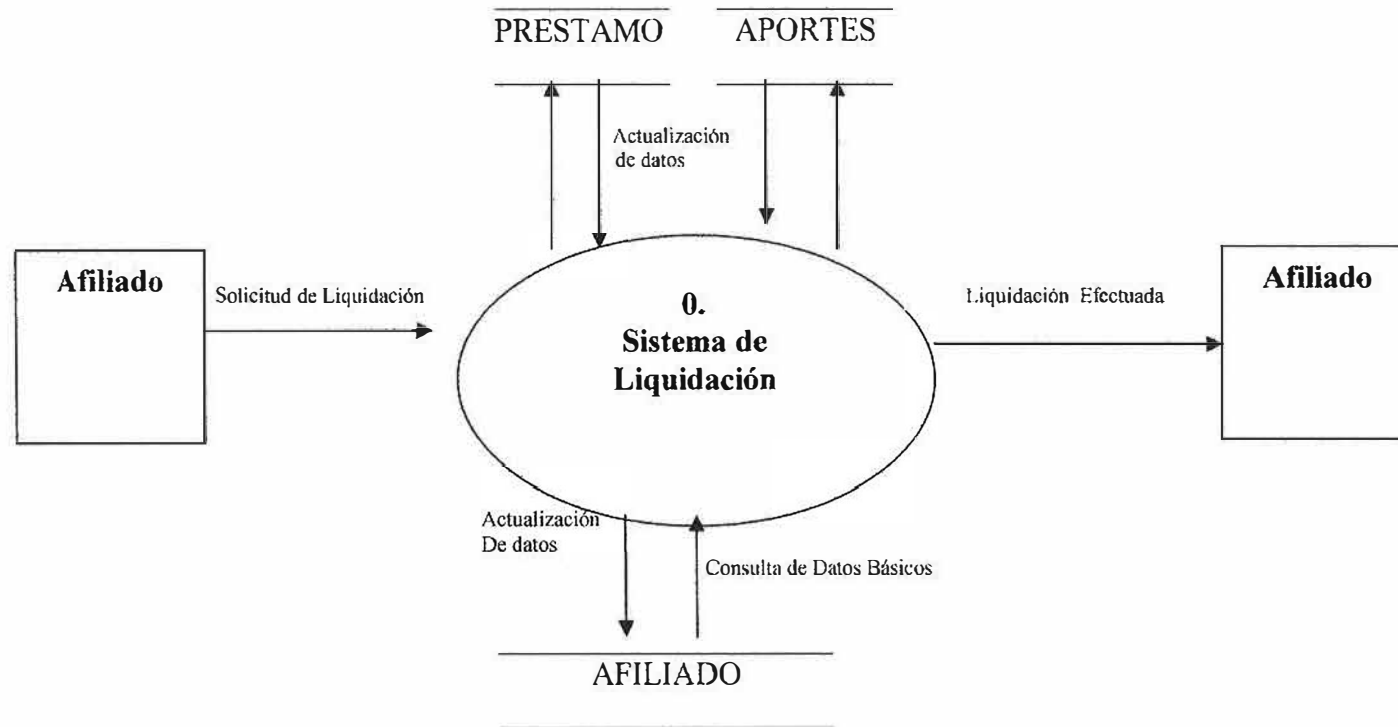 PRESTAMO
APORTES
Actualización
de datos
Afiliado
Solicitud de Liquidación
0.
Sistema de
Liquidación
Liquidación Efectuada
Afiliado
Actualización
De datos
Consulta de Datos Básicos
AFILIADO